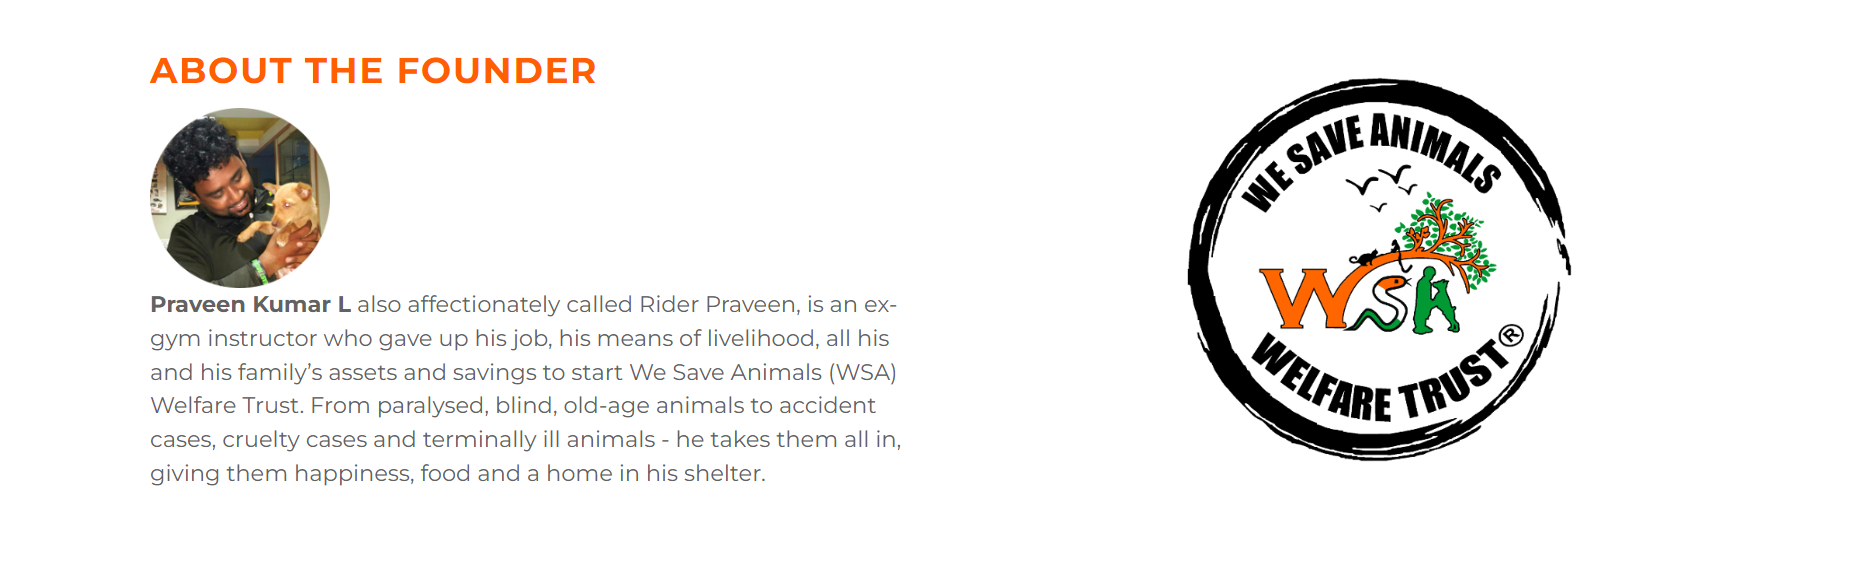 ABOUT THE FOUNDER
Praveen Kumar L also affectionately called Rider Praveen, is an ex-
gym instructor who gave up his job, his means of livelihood, all his
and his family’s assets and savings to start We Save Animals (WSA)
Welfare Trust. From paralysed, blind, old-age animals to accident
cases, cruelty cases and terminally ill animals - he takes them all in,
giving them happiness, food and a home in his shelter.
WE SAVE ANIMALS
WSA
WELFARE TRUST®